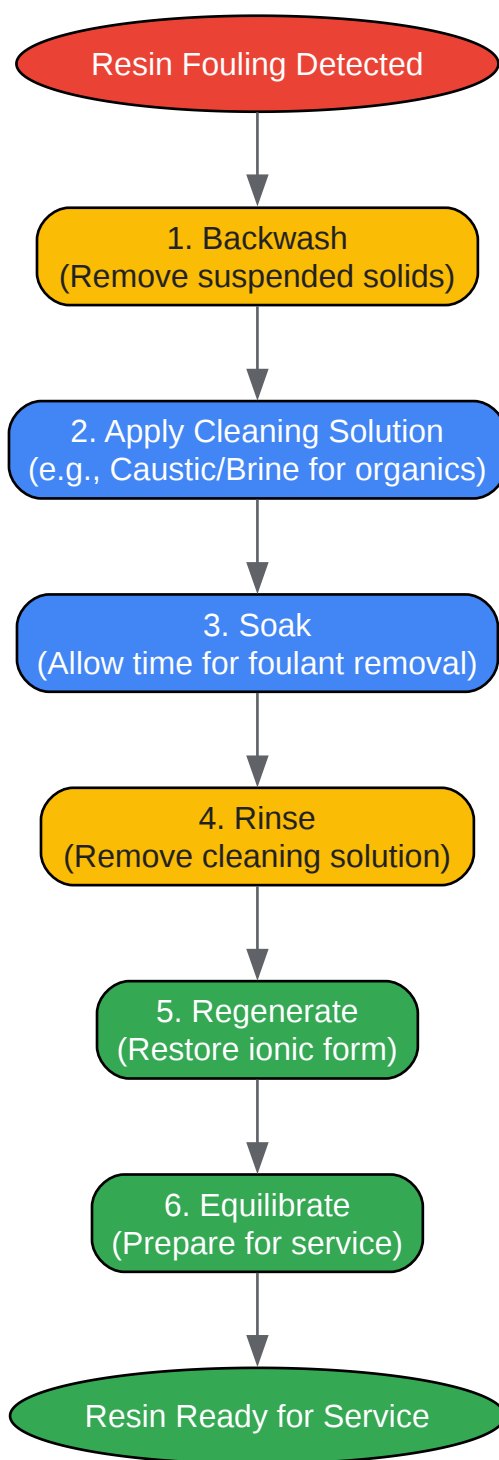 Resin Fouling Detected
1. Backwash
(Remove suspended solids)
2. Apply Cleaning Solution
(e.g., Caustic/Brine for organics)
3. Soak
(Allow time for foulant removal)
4. Rinse
(Remove cleaning solution)
5. Regenerate
(Restore ionic form)
6. Equilibrate
(Prepare for service)
Resin Ready for Service